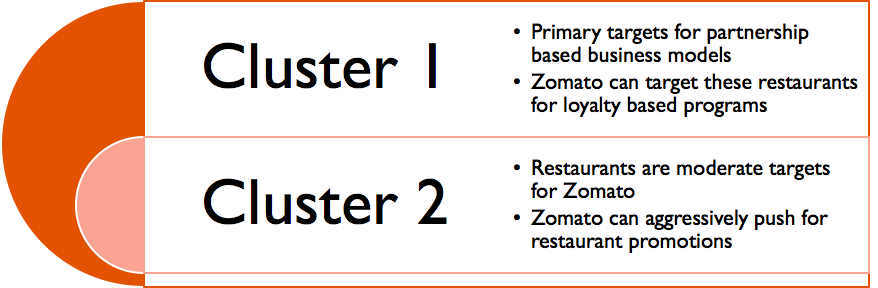 Cluster 1
• Primary targets for partnership
based business models
• Zomato can target these restaurants
for loyalty based programs
Cluster 2
• Restaurants are moderate targets
for Zomato
• Zomato can aggressively push for
restaurant promotions